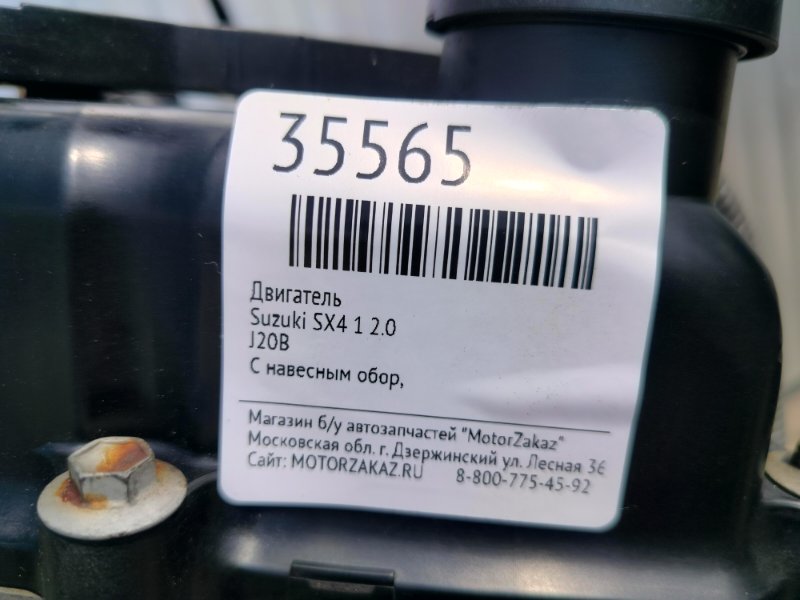 35565
Двигатель
Suzuki SX4 1 2.0
J20B
С навесным обор,
Магазин б/у автозапчастей "MotorZakaz"
Московская обл. г. Дзержинский ул. Лесная 36
Сайт: MOTORZAKAZ.RU 8-800-775-45-92